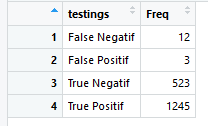 testings Freq
1 False Negatif 12
2 False Positif 3
3 True Negatif 523
4 True Positif 1245